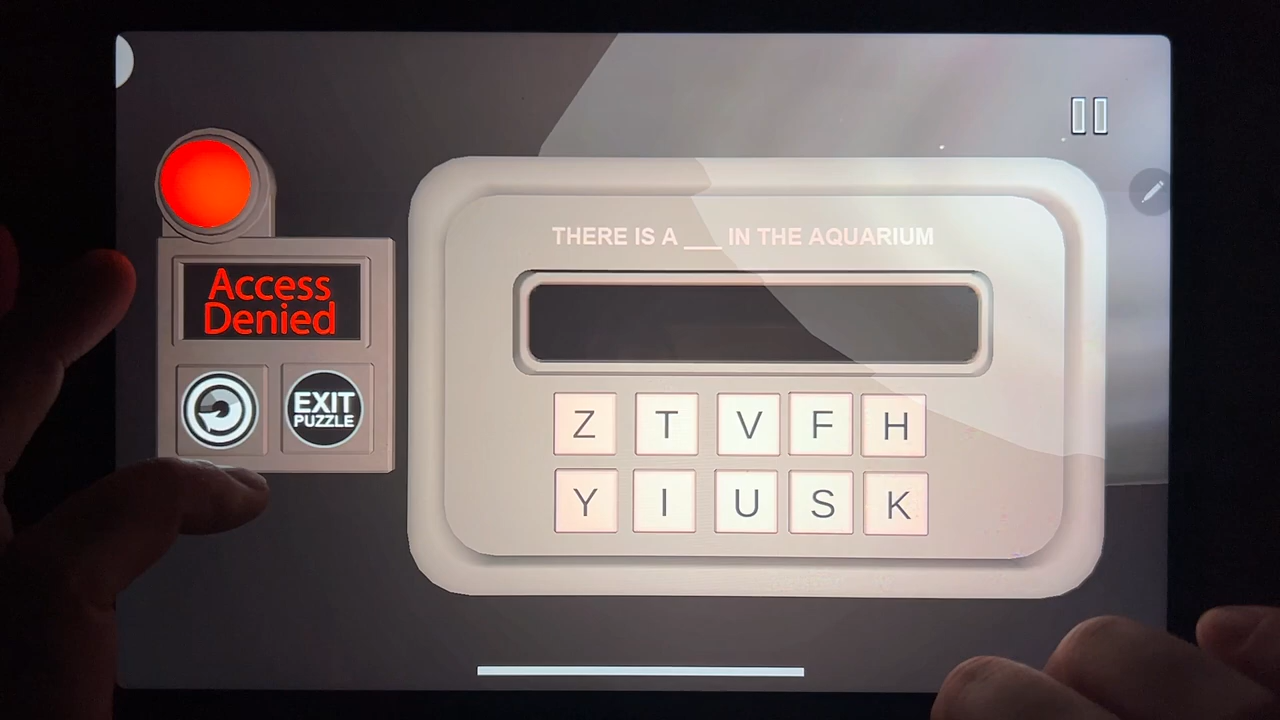 THERE IS A ___ IN THE AQUARIUM
Access
Denied
EXIT
PUZZLE
Z T V F H
Y I U S K